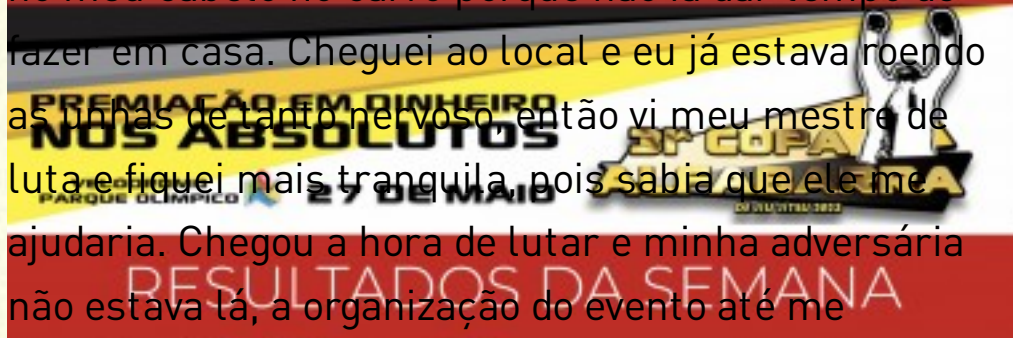 fazer em casa. Cheguei ao local e eu já estava roendo
as unhas de tanto nervoso, então vi meu mestre de
luta e fiquei mais tranquila, pois sabia que ele me
ajudaria. Chegou a hora de lutar e minha adversária
não estava lá, a organização do evento até me
PREMIAÇÃO EM DINHEIRO
NOS ABSOLUTOS
PARQUE OLÍMPICO
27 DE MAIO
3ª COPA
RESULTADOS DA SEMANA